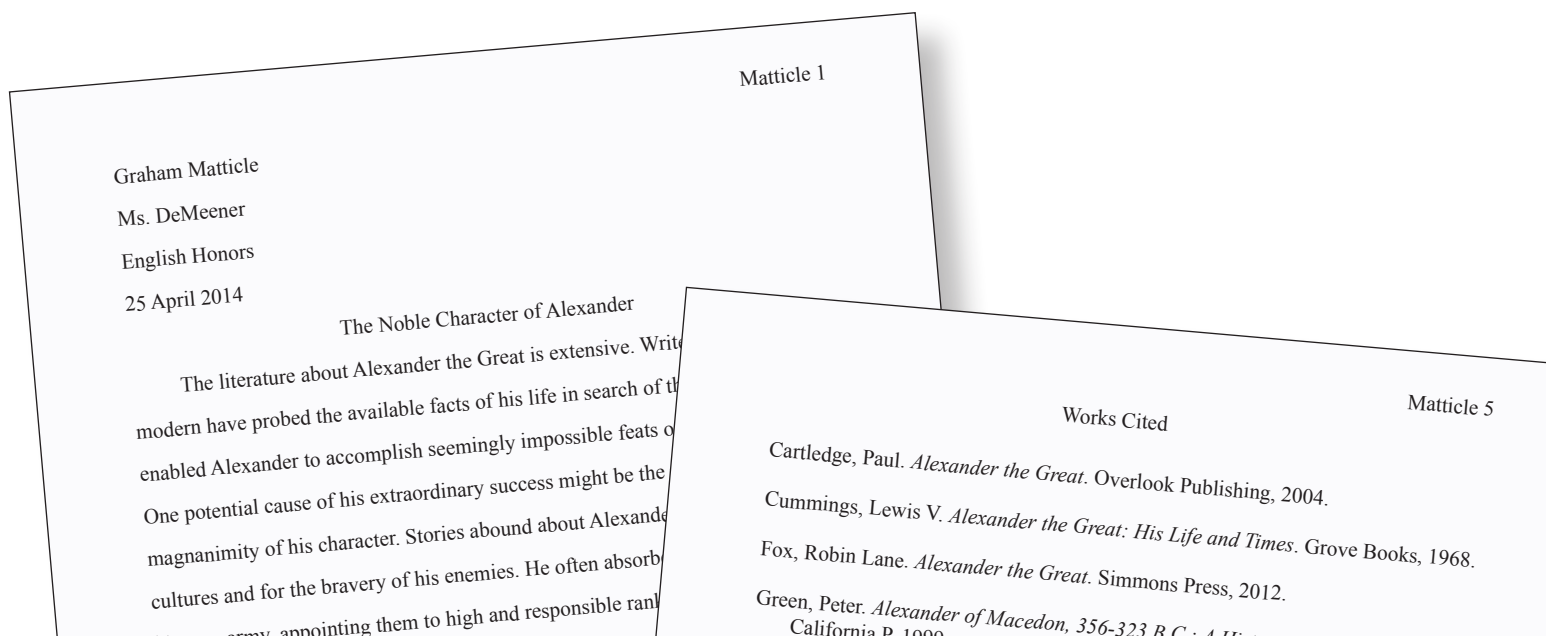 Matticle 1
Graham Matticle
Ms. DeMeener
English Honors
25 April 2014
The Noble Character of Alexander
The literature about Alexander the Great is extensive.
modern have probed the available facts of his life in search of
enabled Alexander to accomplish seemingly impossible feats
One potential cause of his extraordinary success might be the
magnanimity of his character. Stories abound about
cultures and for the bravery of his enemies. He often
army, appointing them to high and responsible
Matticle 5
Works Cited
Cartledge, Paul. Alexander the Great. Overlook Publishing, 2004.
Cummings, Lewis V. Alexander the Great: His Life and Times. Grove Books, 1968.
Fox, Robin Lane. Alexander the Great. Simmons Press, 2012.
Green, Peter. Alexander of Macedon, 356-323 B.C.: A
California P, 1990